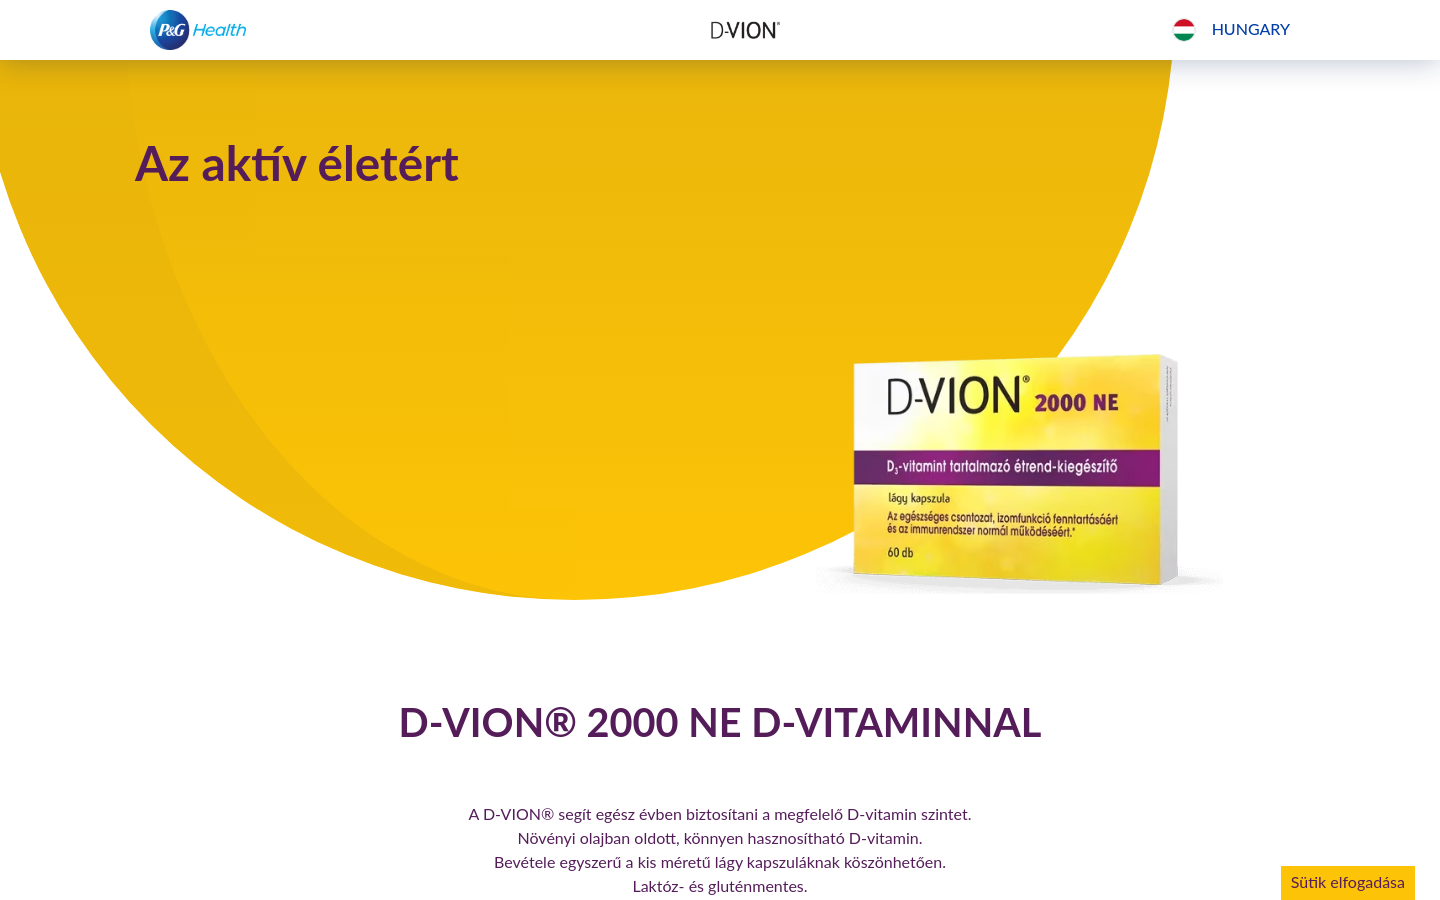 P&G Health
D-VION®
HUNGARY
Az aktív életért
D-VION® 2000 NE
D₃-vitamint tartalmazó étrend-kiegészítő
lágy kapszula
Az egészséges csontozat, izomfunkció fenntartásáért
és az immunrendszer normál működéséért.*
60 db
D-VION® 2000 NE D-VITAMINNAL
A D-VION® segít egész évben biztosítani a megfelelő D-vitamin szintet.
Növényi olajban oldott, könnyen hasznosítható D-vitamin.
Bevétele egyszerű a kis méretű lágy kapszuláknak köszönhetően.
Laktóz- és gluténmentes.
Sütik elfogadása